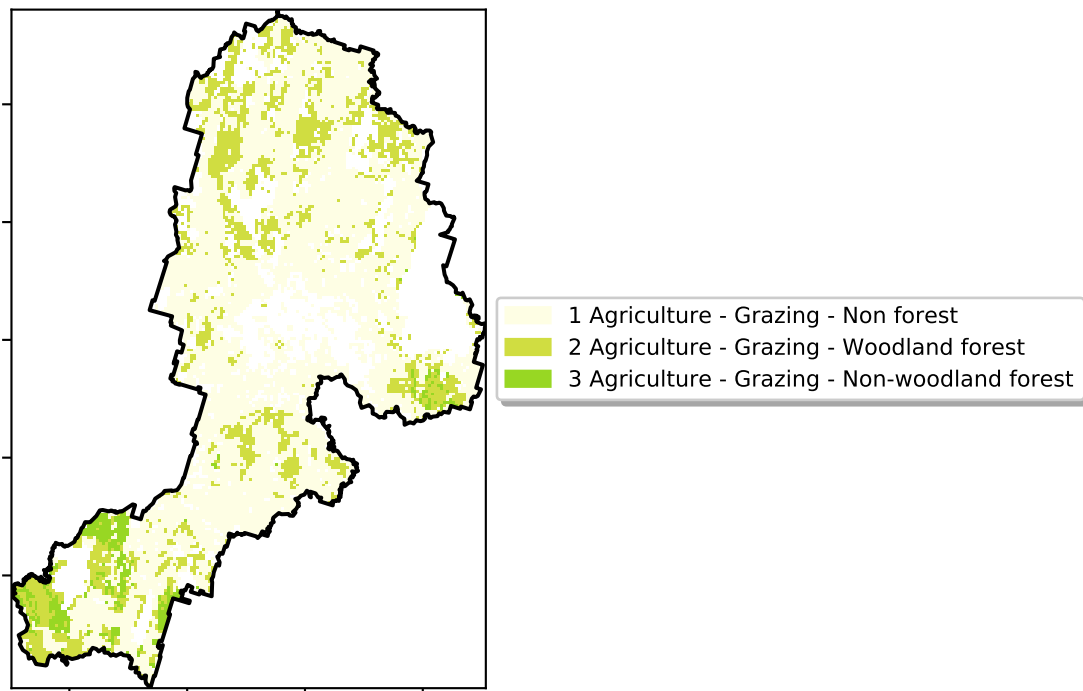 1 Agriculture - Grazing - Non forest
2 Agriculture - Grazing - Woodland forest
3 Agriculture - Grazing - Non-woodland forest